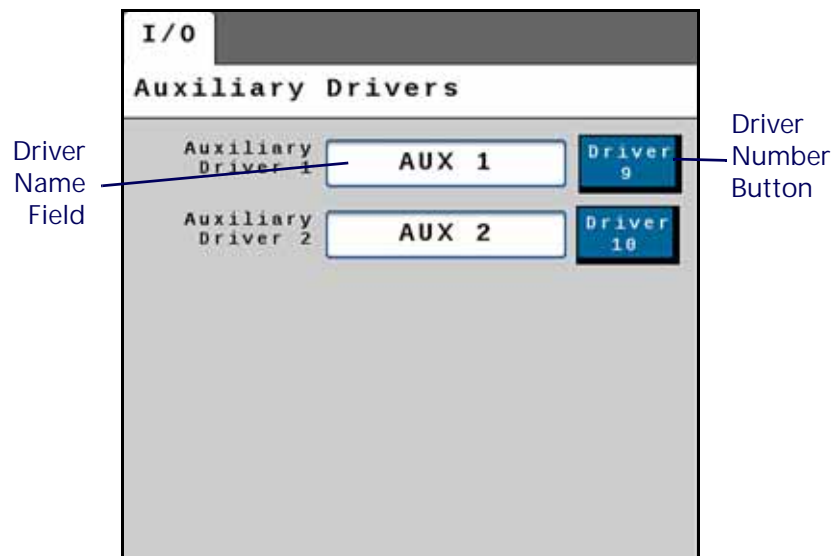 I/O
Auxiliary Drivers
Driver
Name
Field
Auxiliary
Driver 1
AUX 1
Driver
9
Driver
Number
Button
Auxiliary
Driver 2
AUX 2
Driver
10